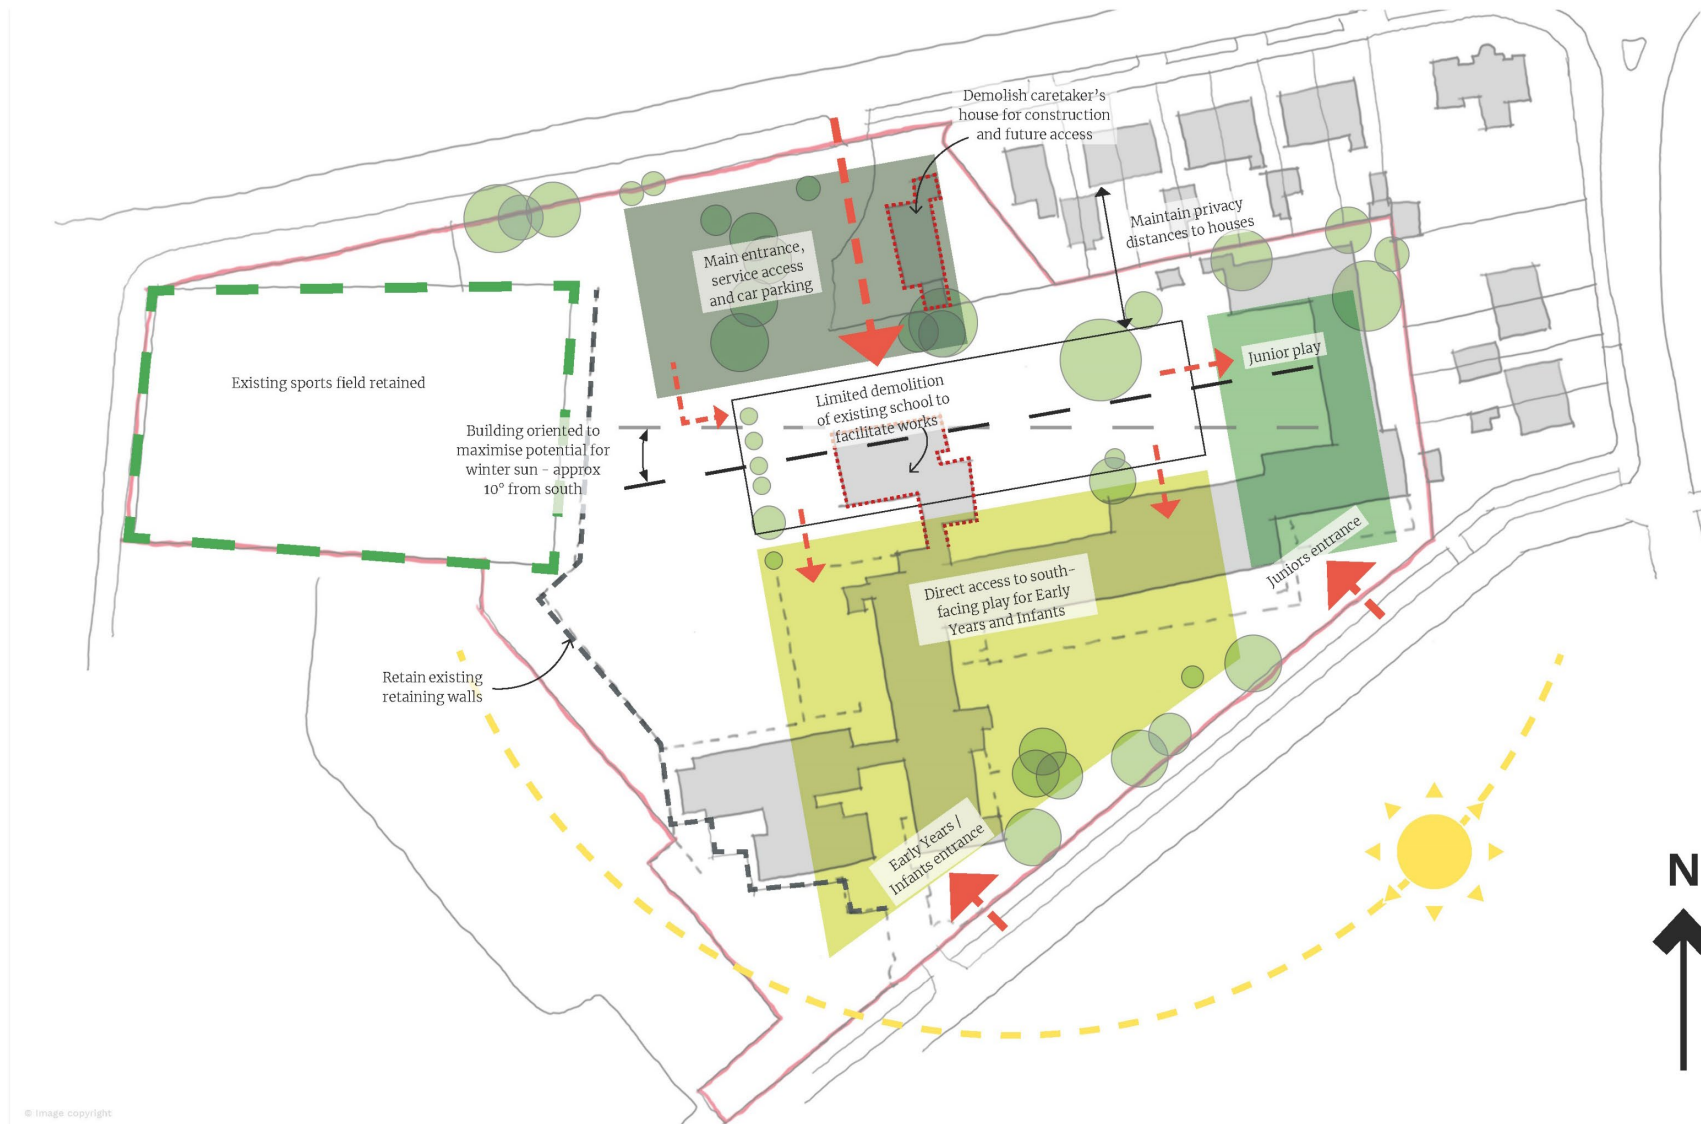 Demolish caretaker's
house for construction
and future access
Maintain privacy
distances to houses
Main entrance,
service access
and car parking
Junior play
Existing sports field retained
Limited demolition
of existing school to
facilitate works
Building oriented to
maximise potential for
winter sun - approx
10° from south
Juniors entrance
Direct access to south-
facing play for Early
Years and Infants
Retain existing
retaining walls
Early Years /
Infants entrance
N
© Image copyright